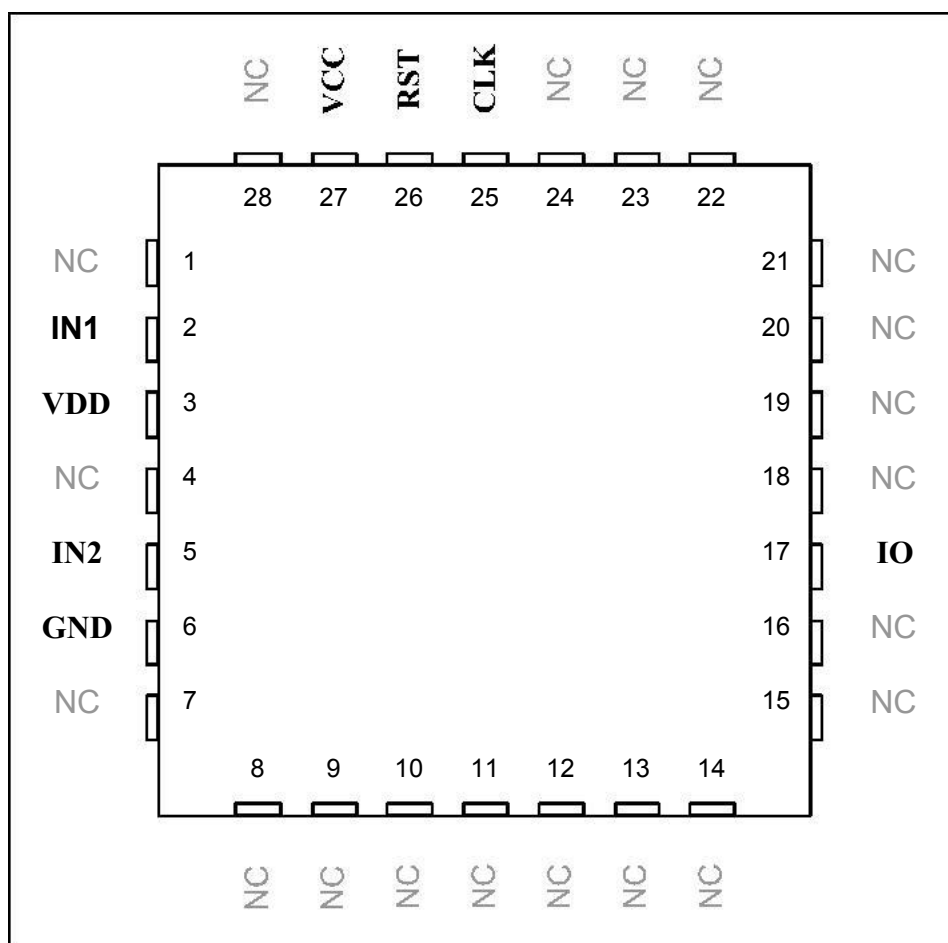 NC VCC RST CLK NC NC NC
28 27 26 25 24 23 22
NC 1 21 NC
IN1 2 20 NC
VDD 3 19 NC
NC 4 18 NC
IN2 5 17 IO
GND 6 16 NC
NC 7 15 NC
8 9 10 11 12 13 14
NC NC NC NC NC NC NC